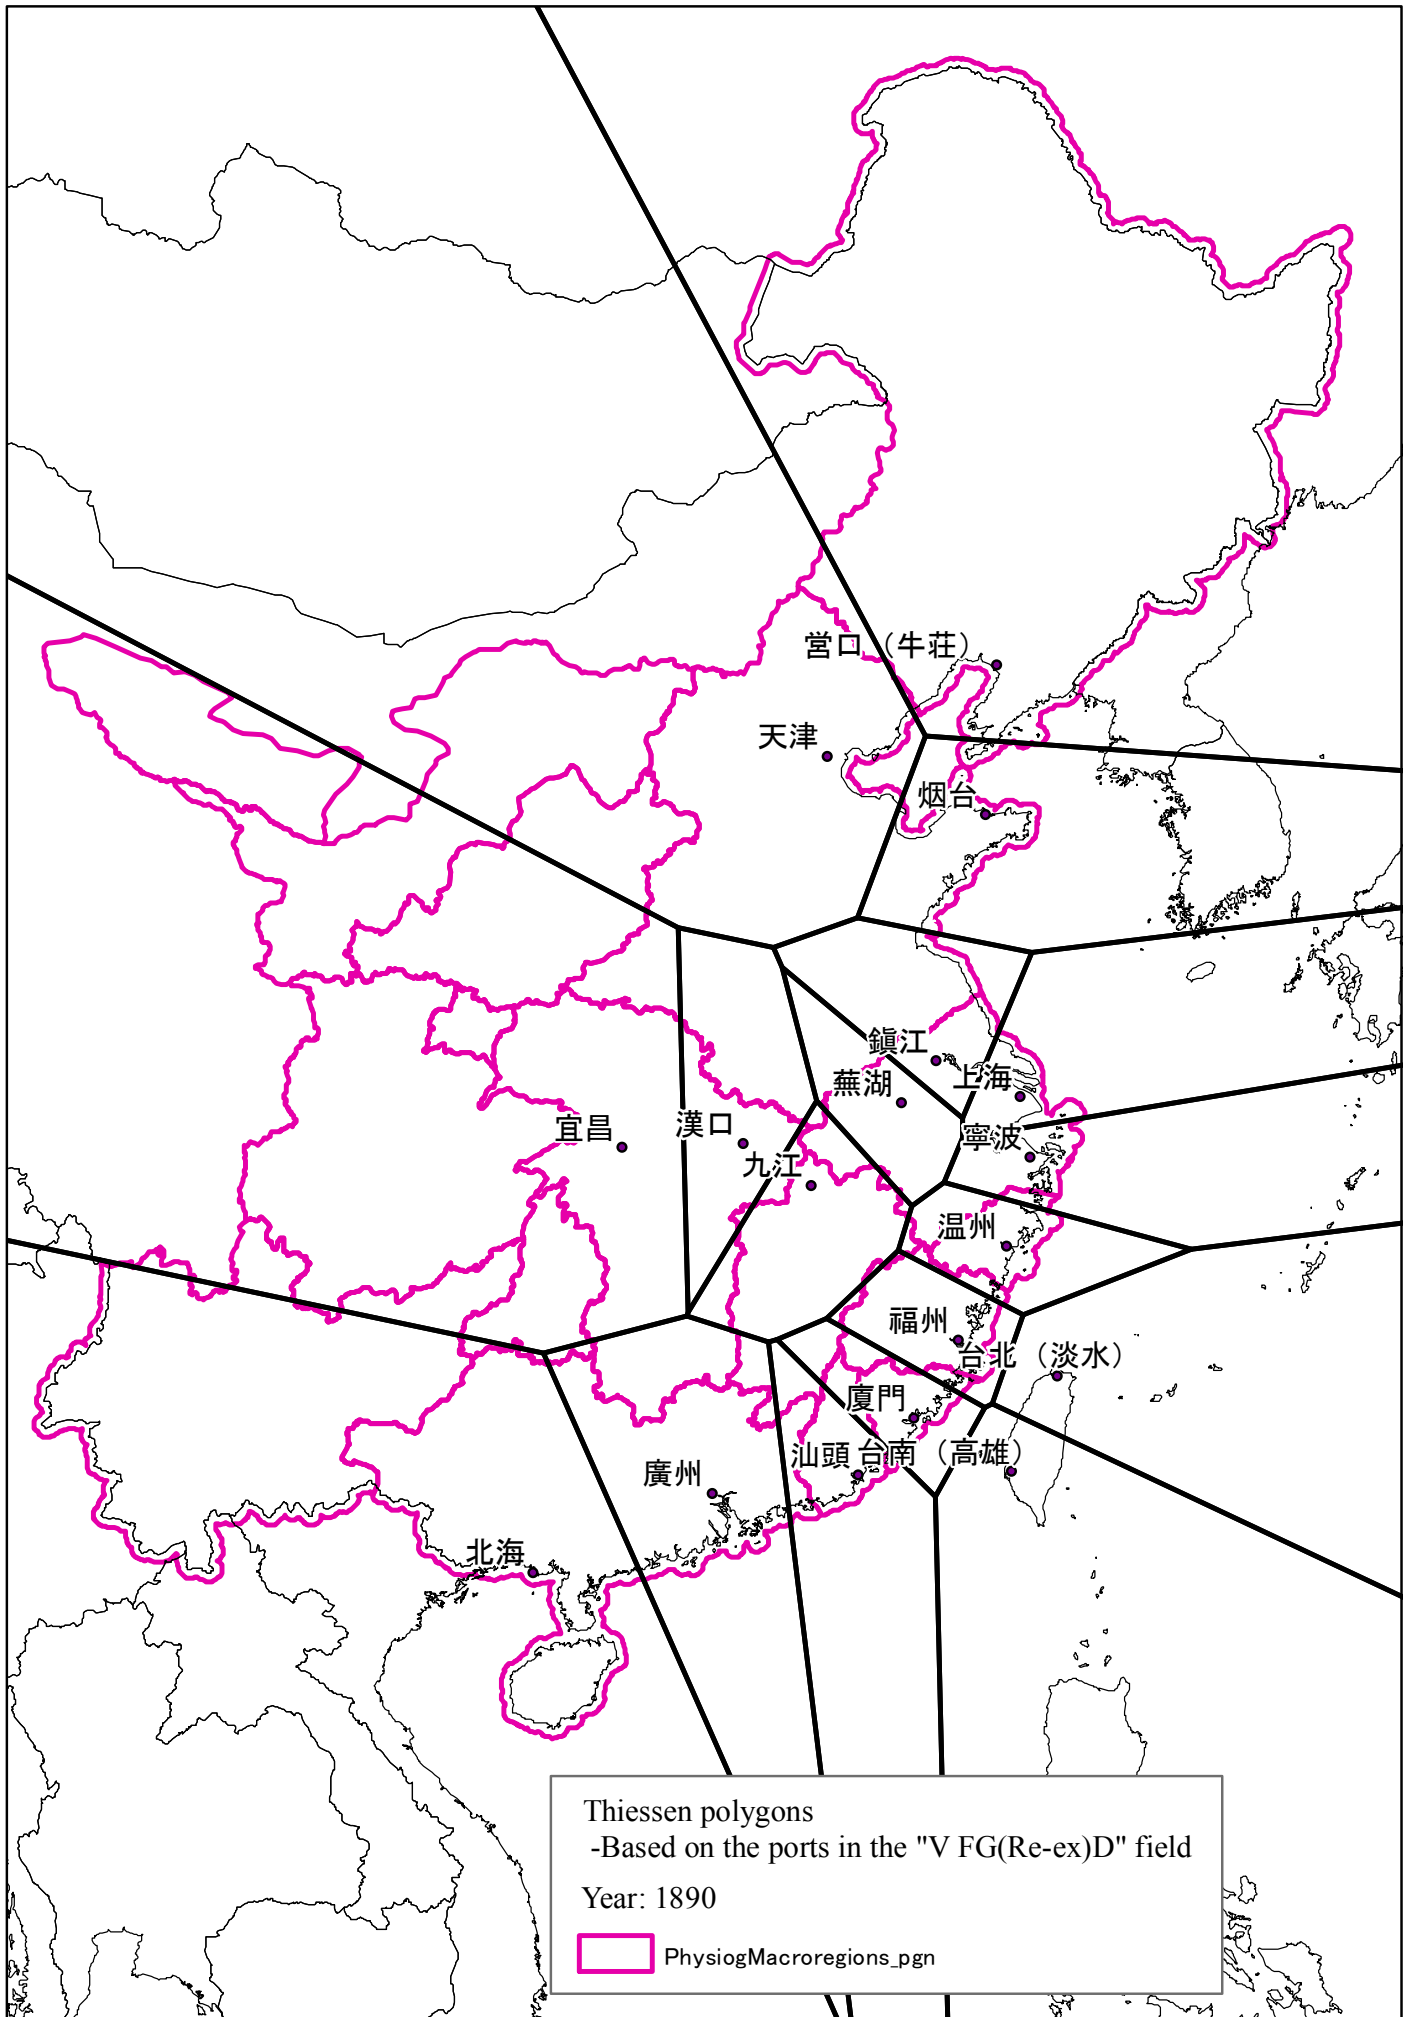 営口（牛荘）
天津
烟台
鎮江
上海
蕪湖
漢口
宜昌
寧波
九江
温州
福州
台北（淡水）
廈門
汕頭
台南（高雄）
廣州
北海
Thiessen polygons
-Based on the ports in the "V FG(Re-ex)D" field
Year: 1890
PhysiogMacroregions_pgn